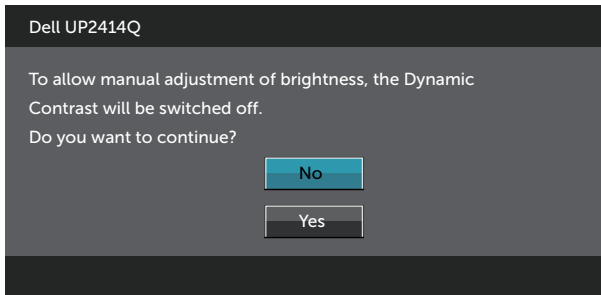 Dell UP2414Q
To allow manual adjustment of brightness, the Dynamic
Contrast will be switched off.
Do you want to continue?
No
Yes